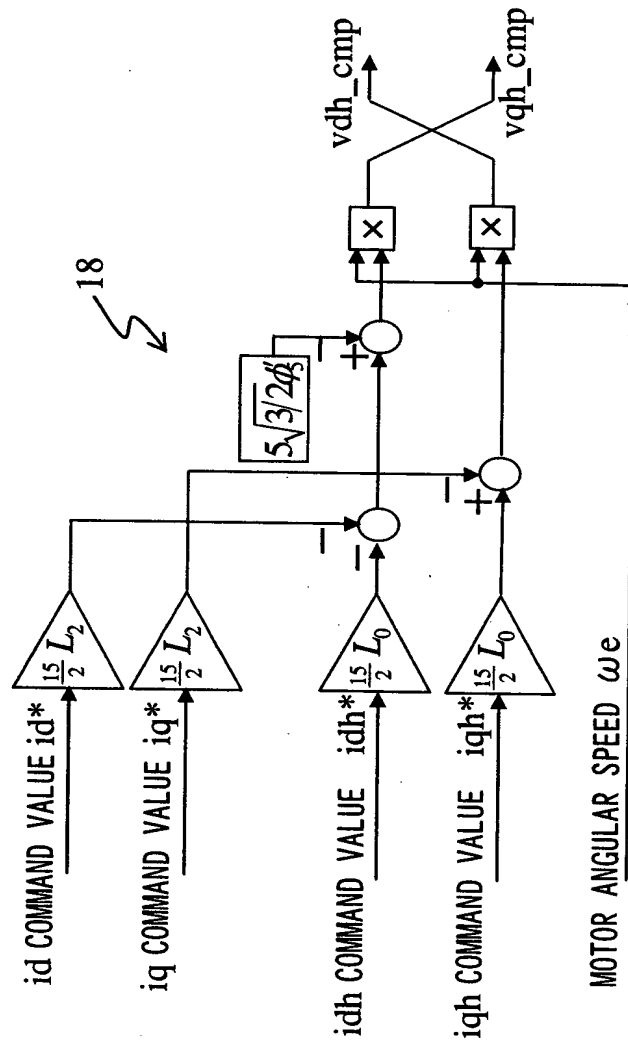 18
id COMMAND VALUE id*
15/2 L₂
iq COMMAND VALUE iq*
15/2 L₂
5√3/2ϕ₃'
−
+
idh COMMAND VALUE idh*
15/2 L₀
−
−
×
vdh_cmp
iqh COMMAND VALUE iqh*
15/2 L₀
−
+
×
vqh_cmp
MOTOR ANGULAR SPEED ωe